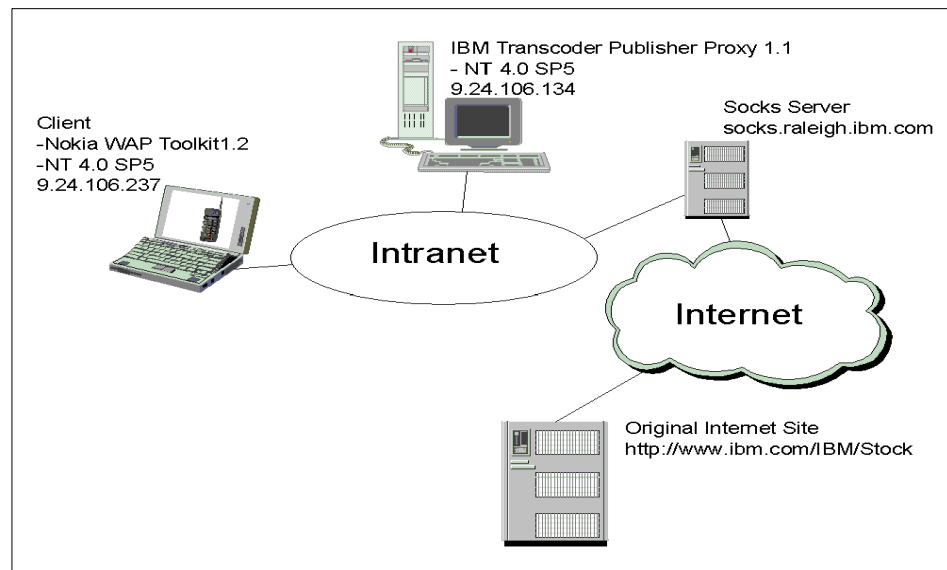 IBM Transcoder Publisher Proxy 1.1
- NT 4.0 SP5
9.24.106.134
Socks Server
socks.raleigh.ibm.com
Client
-Nokia WAP Toolkit1.2
-NT 4.0 SP5
9.24.106.237
Intranet
Internet
Original Internet Site
http://www.ibm.com/IBM/Stock